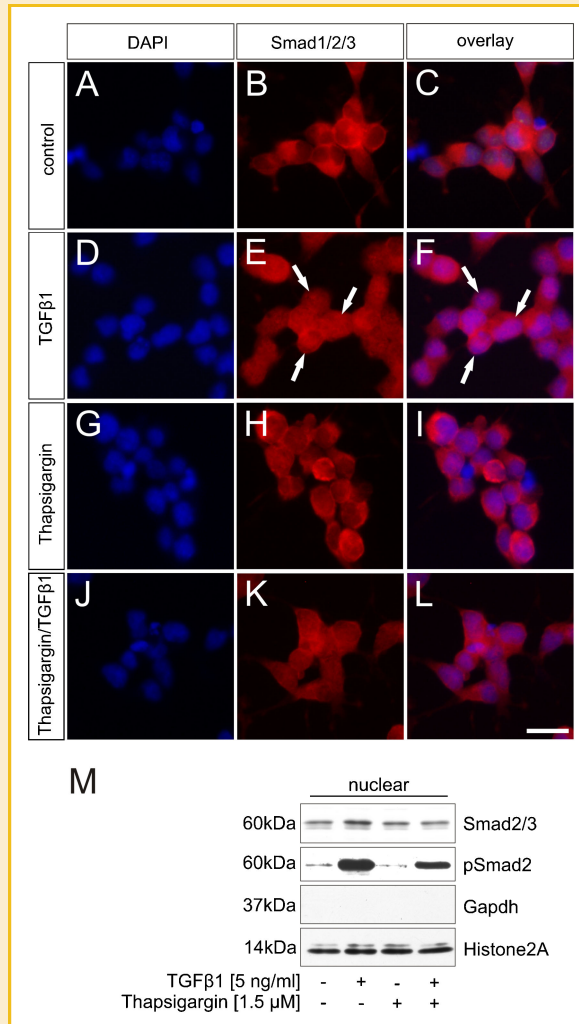 DAPI Smad1/2/3 overlay
control A B C
TGFβ1 D E F
Thapsigargin G H I
Thapsigargin/TGFβ1 J K L
M
nuclear
60kDa Smad2/3
60kDa pSmad2
37kDa Gapdh
14kDa Histone2A
TGFβ1 [5 ng/ml] - + - +
Thapsigargin [1.5 µM] - - + +